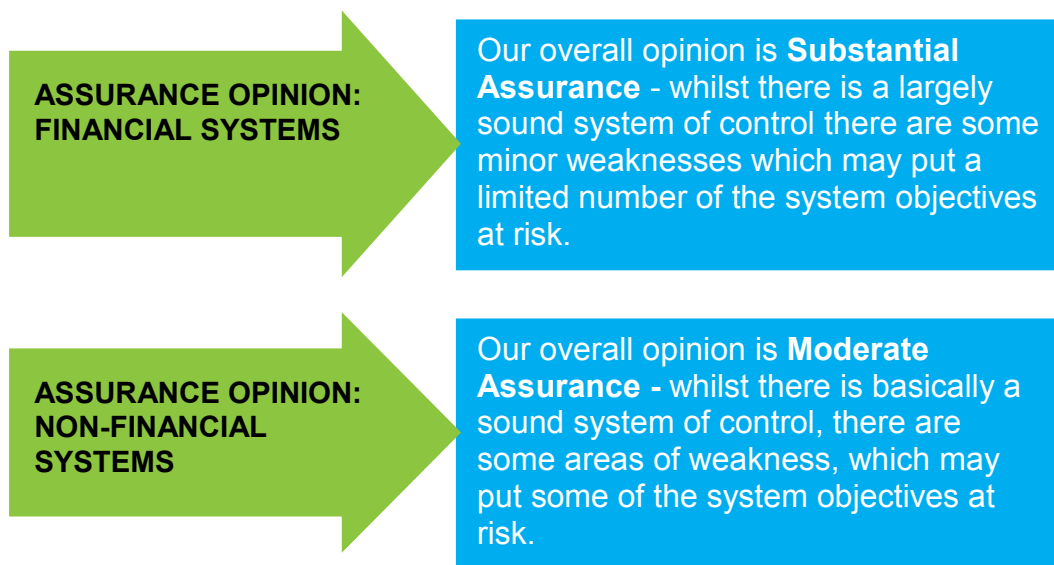 ASSURANCE OPINION:
FINANCIAL SYSTEMS
Our overall opinion is Substantial
Assurance - whilst there is a largely
sound system of control there are some
minor weaknesses which may put a
limited number of the system objectives
at risk.
ASSURANCE OPINION:
NON-FINANCIAL
SYSTEMS
Our overall opinion is Moderate
Assurance - whilst there is basically a
sound system of control, there are
some areas of weakness, which may
put some of the system objectives at
risk.